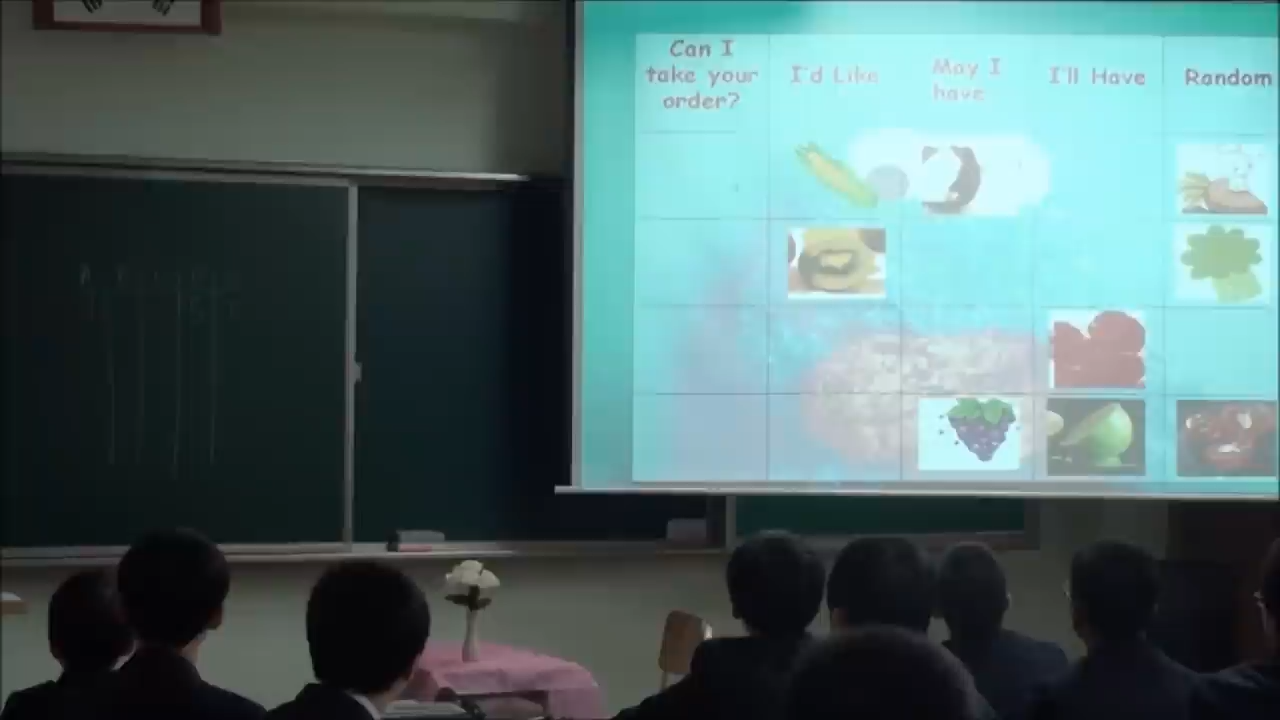 Can I
take your
order?
I'd Like
May I
have
I'll Have
Random